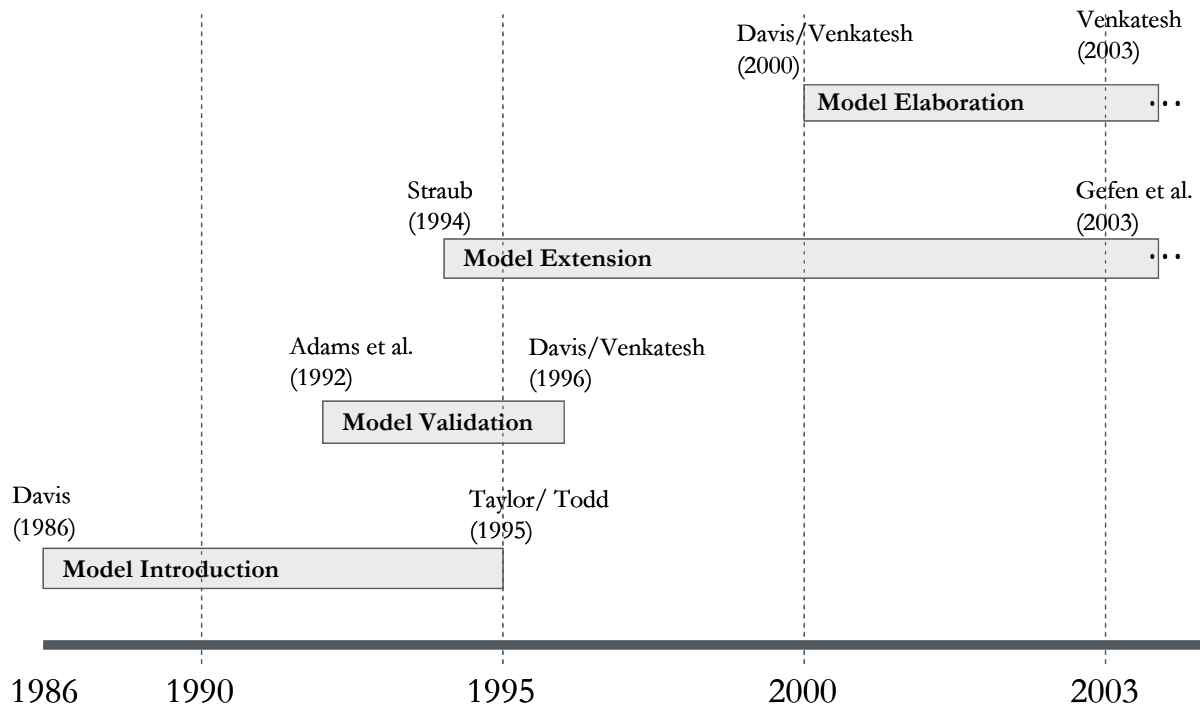 Davis/Venkatesh
(2000)
Venkatesh
(2003)
Model Elaboration
...
Straub
(1994)
Gefen et al.
(2003)
Model Extension
...
Adams et al.
(1992)
Davis/Venkatesh
(1996)
Model Validation
Davis
(1986)
Taylor/ Todd
(1995)
Model Introduction
1986 1990 1995 2000 2003